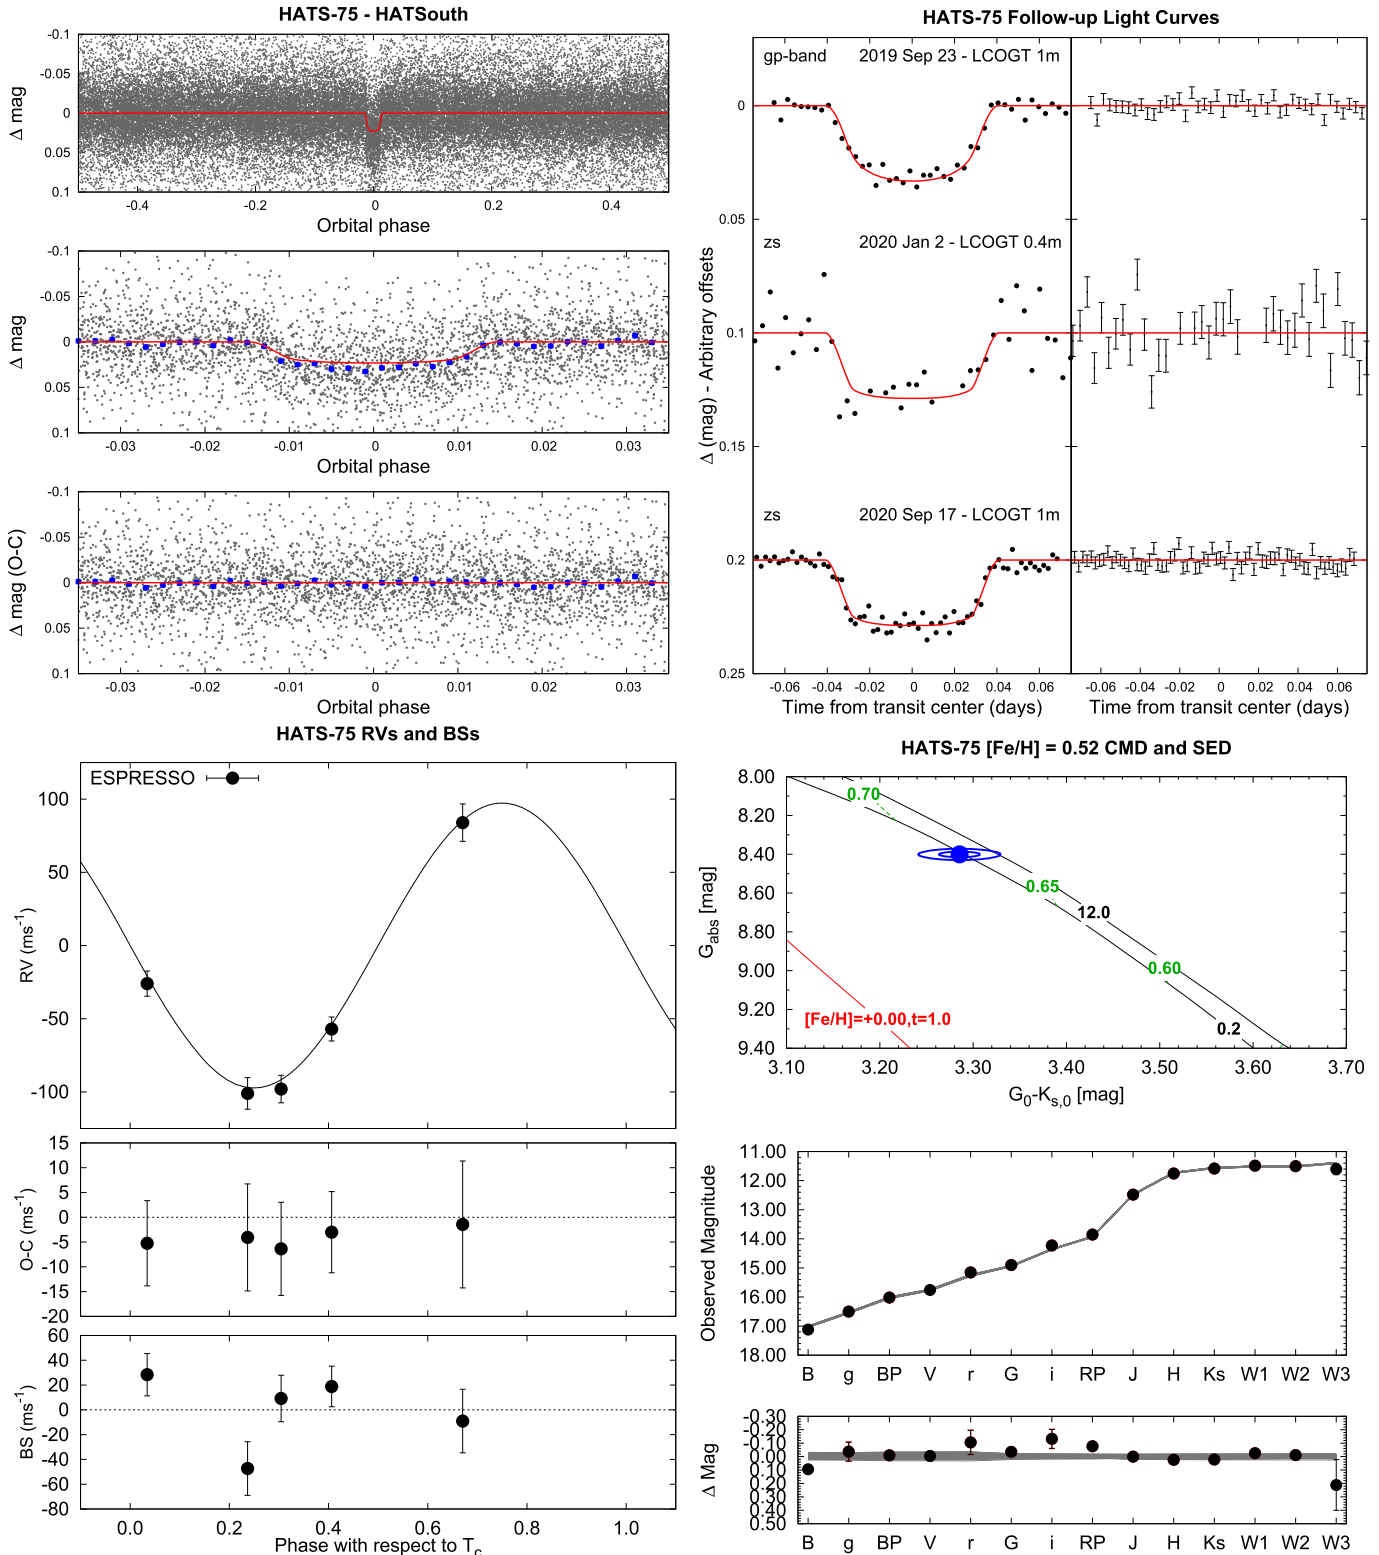 HATS-75 - HATSouth
-0.1
-0.05
0
0.05
0.1
Δ mag
-0.4 -0.2 0 0.2 0.4
Orbital phase
-0.1
-0.05
0
0.05
0.1
Δ mag
-0.03 -0.02 -0.01 0 0.01 0.02 0.03
Orbital phase
-0.1
-0.05
0
0.05
0.1
Δ mag (O-C)
-0.03 -0.02 -0.01 0 0.01 0.02 0.03
Orbital phase
HATS-75 Follow-up Light Curves
gp-band 2019 Sep 23 - LCOGT 1m
zs 2020 Jan 2 - LCOGT 0.4m
zs 2020 Sep 17 - LCOGT 1m
0
0.05
0.1
0.15
0.2
0.25
Δ (mag) - Arbitrary offsets
-0.06 -0.04 -0.02 0 0.02 0.04 0.06
-0.06 -0.04 -0.02 0 0.02 0.04 0.06
Time from transit center (days)
Time from transit center (days)
HATS-75 RVs and BSs
ESPRESSO
100
50
0
-50
-100
RV (ms-1)
15
10
5
0
-5
-10
-15
-20
O-C (ms-1)
60
40
20
0
-20
-40
-60
-80
BS (ms-1)
0.0 0.2 0.4 0.6 0.8 1.0
Phase with respect to Tc
HATS-75 [Fe/H] = 0.52 CMD and SED
8.00
8.20
8.40
8.60
8.80
9.00
9.20
9.40
Gabs [mag]
0.70
0.65
12.0
0.60
0.2
[Fe/H]=+0.00,t=1.0
3.10 3.20 3.30 3.40 3.50 3.60 3.70
G0-Ks,0 [mag]
11.00
12.00
13.00
14.00
15.00
16.00
17.00
18.00
Observed Magnitude
B g BP V r G i RP J H Ks W1 W2 W3
-0.30
-0.20
-0.10
0.00
0.10
0.20
0.30
0.40
0.50
Δ Mag
B g BP V r G i RP J H Ks W1 W2 W3